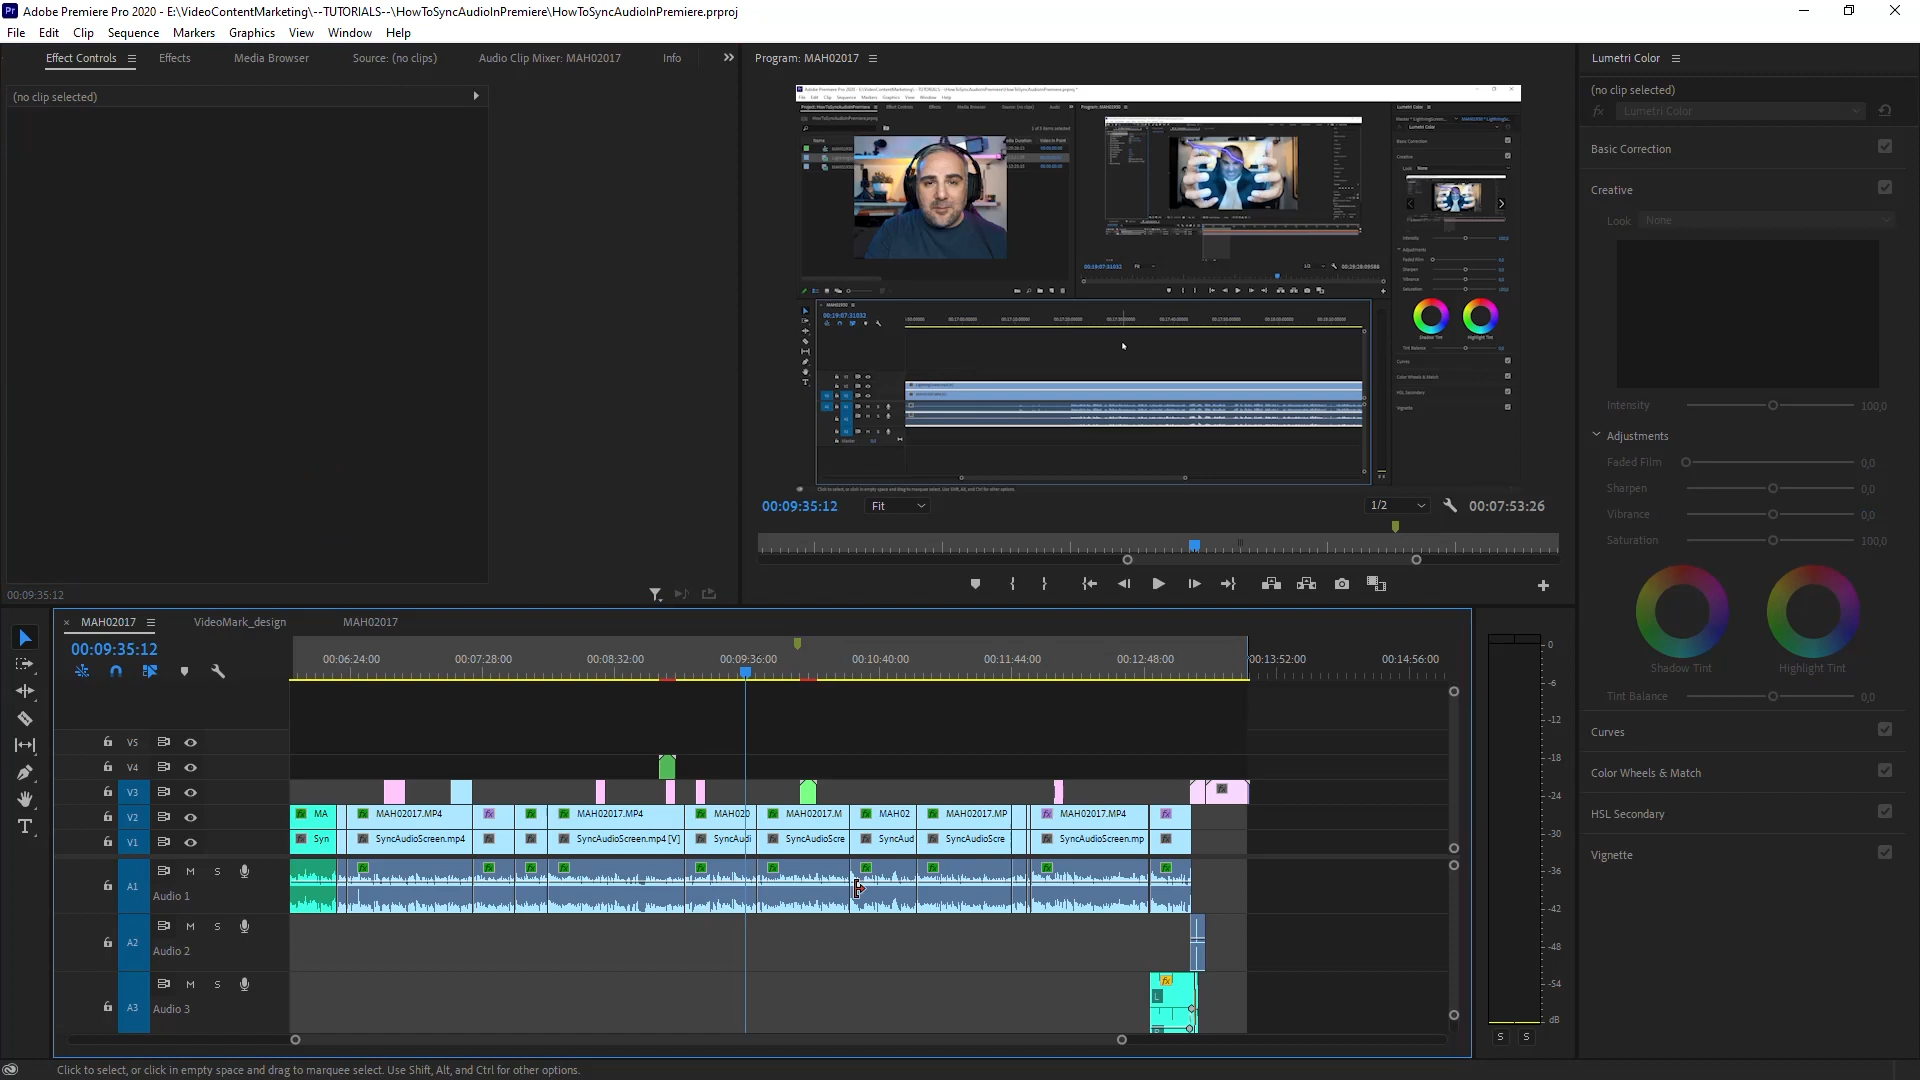 Adobe Premiere Pro 2020 - E:\VideoContentMarketing\--TUTORIALS--\HowToSyncAudioInPremiere\HowToSyncAudioInPremiere.prproj
File Edit Clip Sequence Markers Graphics View Window Help
Effect Controls Effects Media Browser Source: (no clips) Audio Clip Mixer: MAH02017 Info
(no clip selected)
00:09:35:12
Program: MAH02017
00:09:35:12 Fit 1/2 00:07:53:26
Lumetri Color
(no clip selected)
fx Lumetri Color
Basic Correction
Creative
Look None
Intensity 100,0
Adjustments
Faded Film 0,0
Sharpen 0,0
Vibrance 0,0
Saturation 100,0
Shadow Tint Highlight Tint
Tint Balance 0,0
Curves
Color Wheels & Match
HSL Secondary
Vignette
MAH02017 VideoMark_design MAH02017
00:09:35:12
00:06:24:00 00:07:28:00 00:08:32:00 00:09:36:00 00:10:40:00 00:11:44:00 00:12:48:00 00:13:52:00 00:14:56:00
V5
V4
V3
V2 MA MAH02017.MP4 MAH02017.MP4 MAH020 MAH02017.M MAH02 MAH02017.MP MAH02017.MP4
V1 Syn SyncAudioScreen.mp4 SyncAudioScreen.mp4 [V] SyncAudi SyncAudioScre SyncAud SyncAudioScre SyncAudioScreen.mp
A1 M S
Audio 1
A2 M S
Audio 2
A3 M S
Audio 3
L
R
0
-6
-12
-18
-24
-30
-36
-42
-48
-54
dB
S S
Click to select, or click in empty space and drag to marquee select. Use Shift, Alt, and Ctrl for other options.